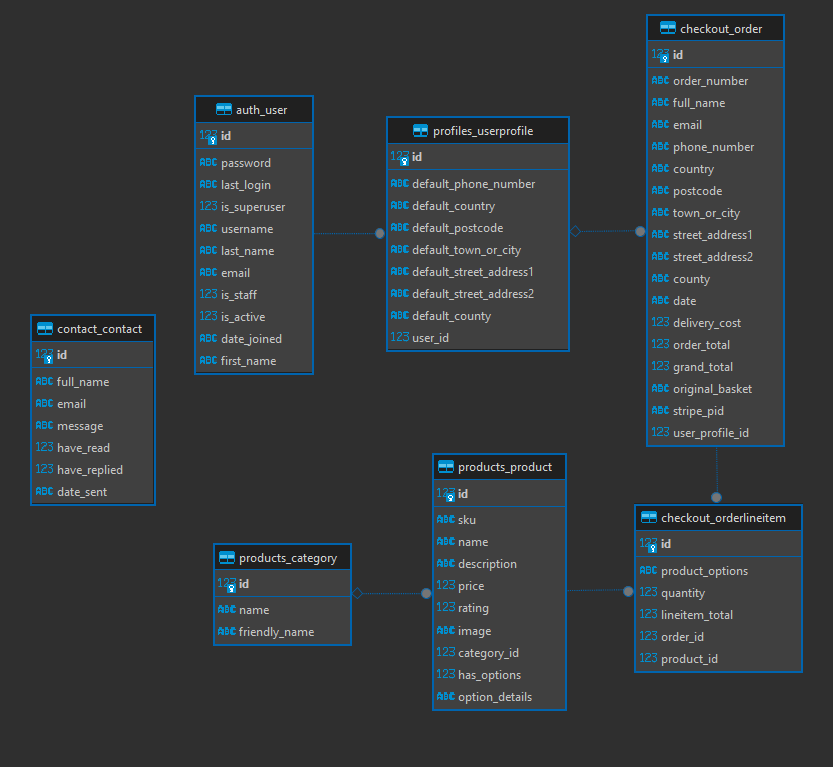 checkout_order
123 id
ABC order_number
ABC full_name
ABC email
ABC phone_number
ABC country
ABC postcode
ABC town_or_city
ABC street_address1
ABC street_address2
ABC county
ABC date
123 delivery_cost
123 order_total
123 grand_total
ABC original_basket
ABC stripe_pid
123 user_profile_id
auth_user
123 id
ABC password
ABC last_login
123 is_superuser
ABC username
ABC last_name
ABC email
123 is_staff
123 is_active
ABC date_joined
ABC first_name
profiles_userprofile
123 id
ABC default_phone_number
ABC default_country
ABC default_postcode
ABC default_town_or_city
ABC default_street_address1
ABC default_street_address2
ABC default_county
123 user_id
contact_contact
123 id
ABC full_name
ABC email
ABC message
123 have_read
123 have_replied
ABC date_sent
products_product
123 id
ABC sku
ABC name
ABC description
123 price
123 rating
ABC image
123 category_id
123 has_options
ABC option_details
checkout_orderlineitem
123 id
ABC product_options
123 quantity
123 lineitem_total
123 order_id
123 product_id
products_category
123 id
ABC name
ABC friendly_name